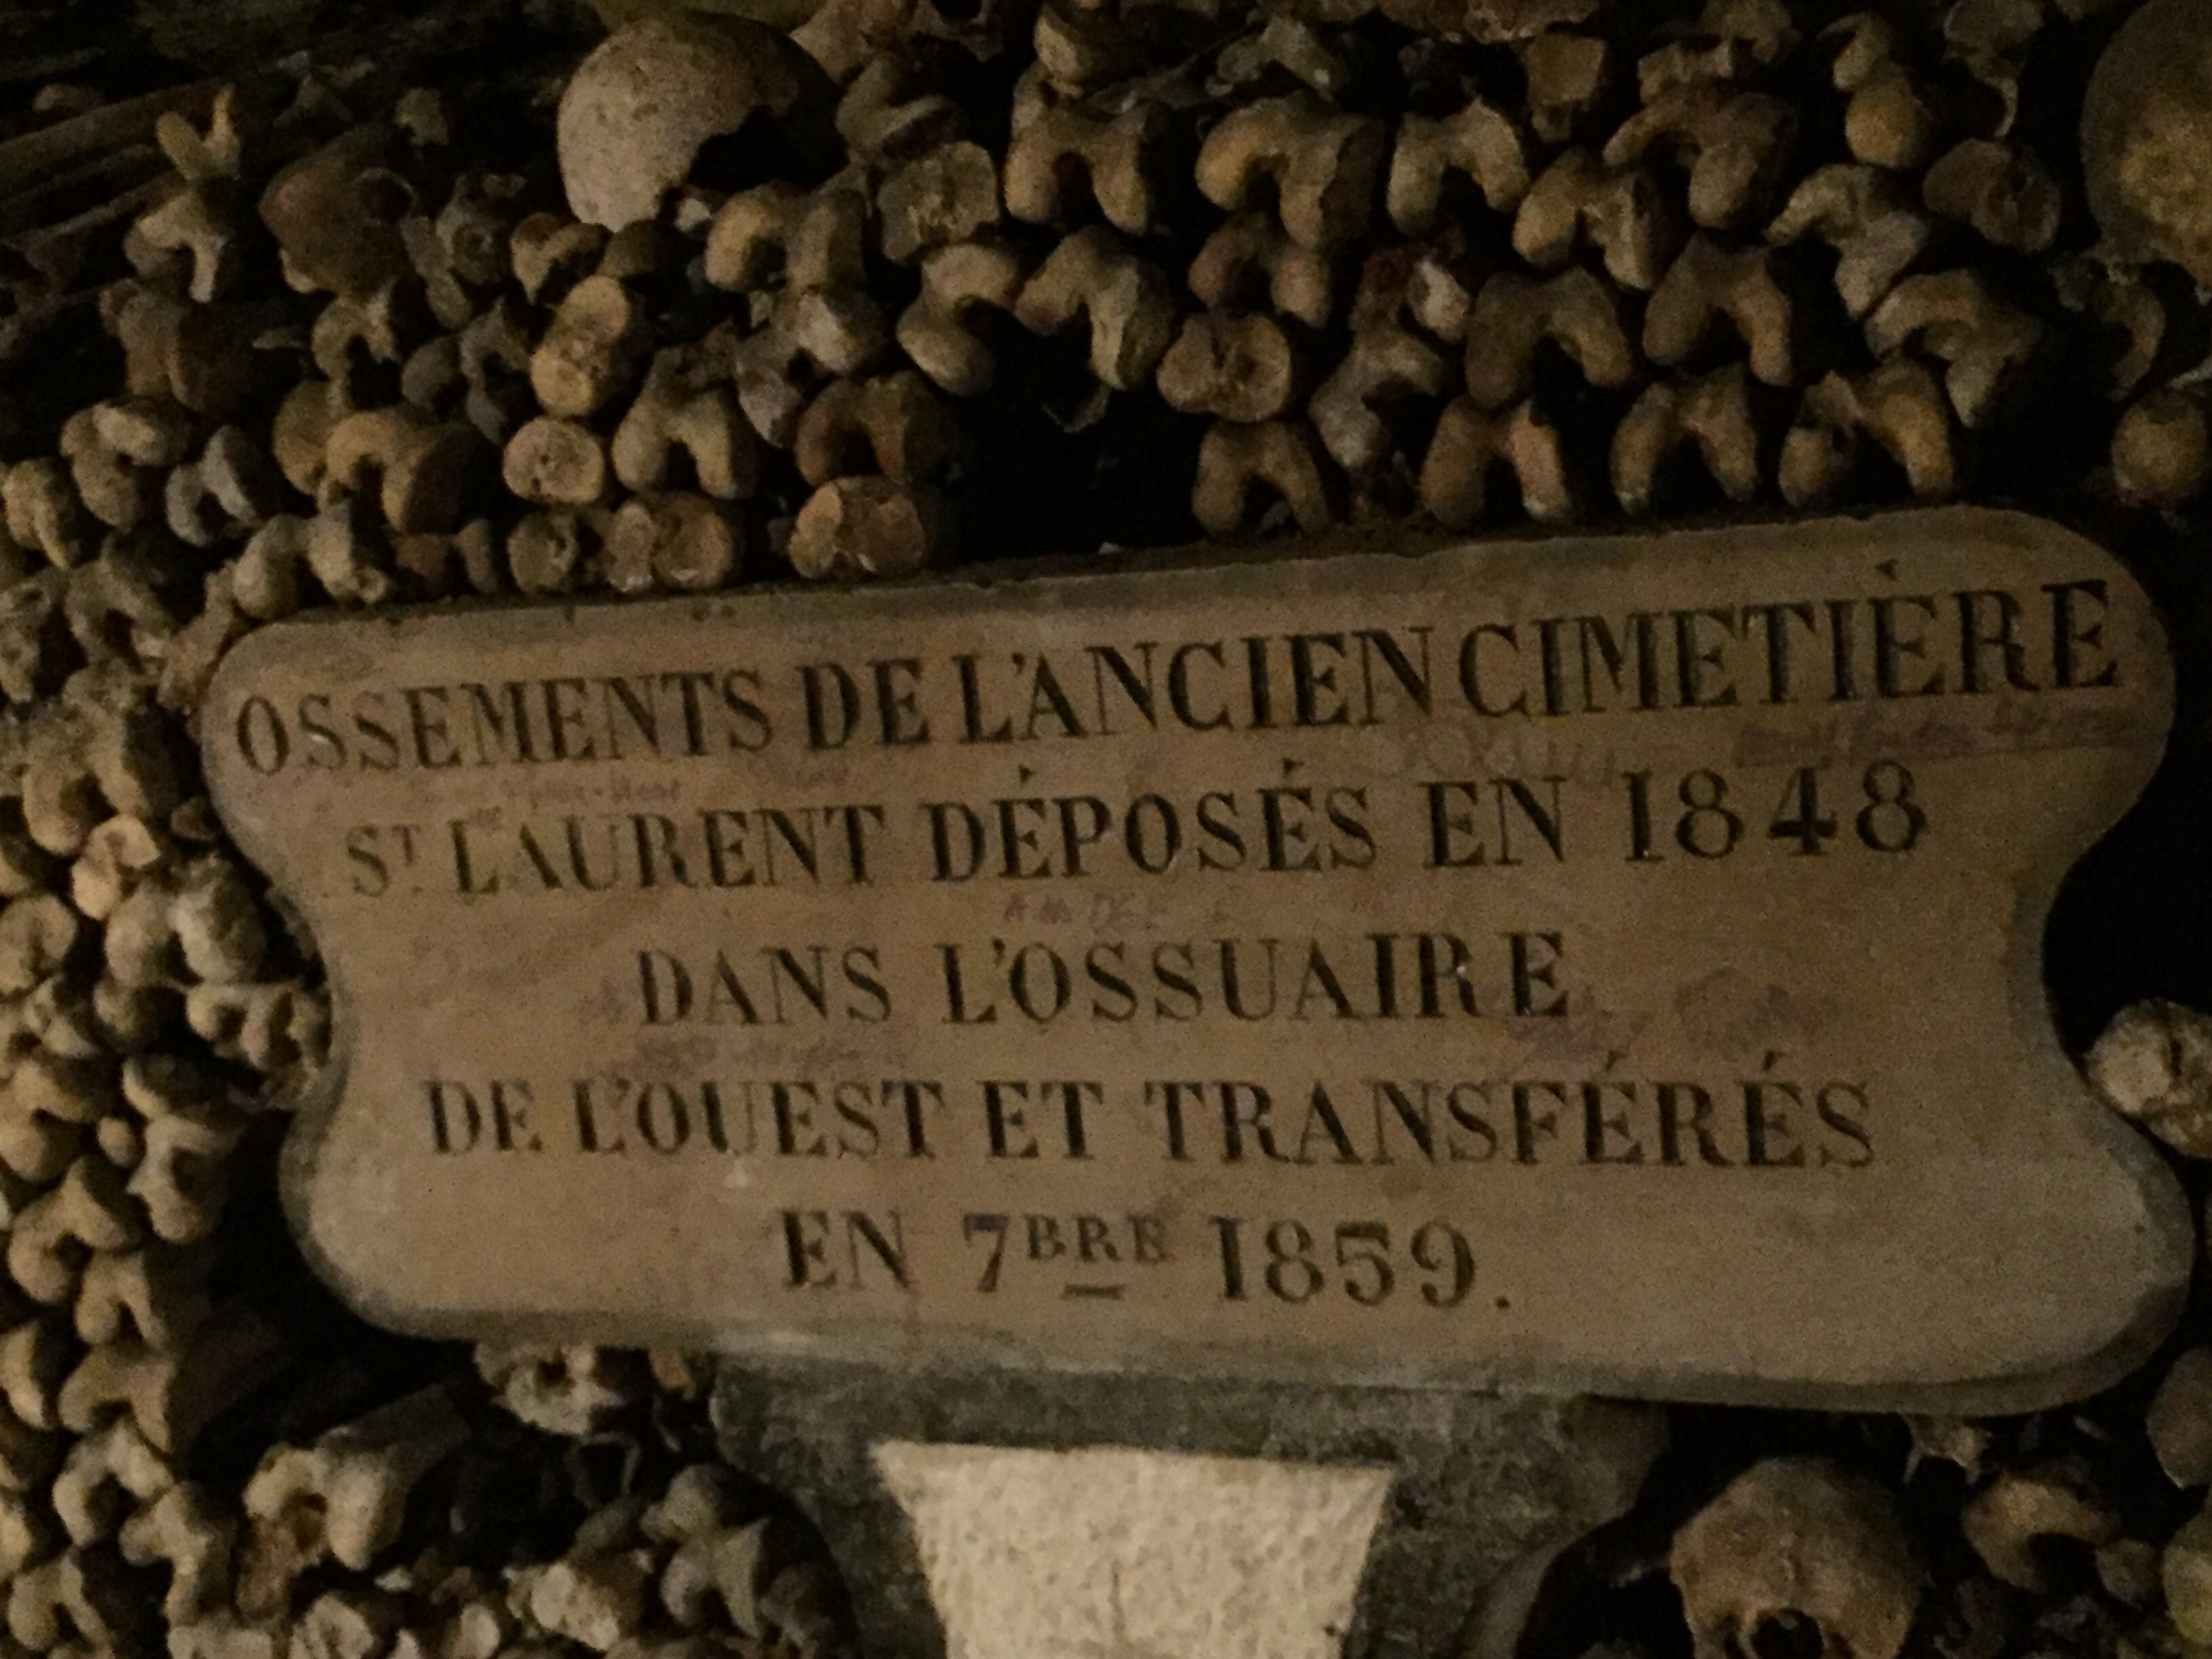 OSSEMENTS DE L'ANCIEN CIMETIÈRE
ST LAURENT DÉPOSÉS EN 1848
DANS L'OSSUAIRE
DE L'OUEST ET TRANSFÉRÉS
EN 7BRE 1859.